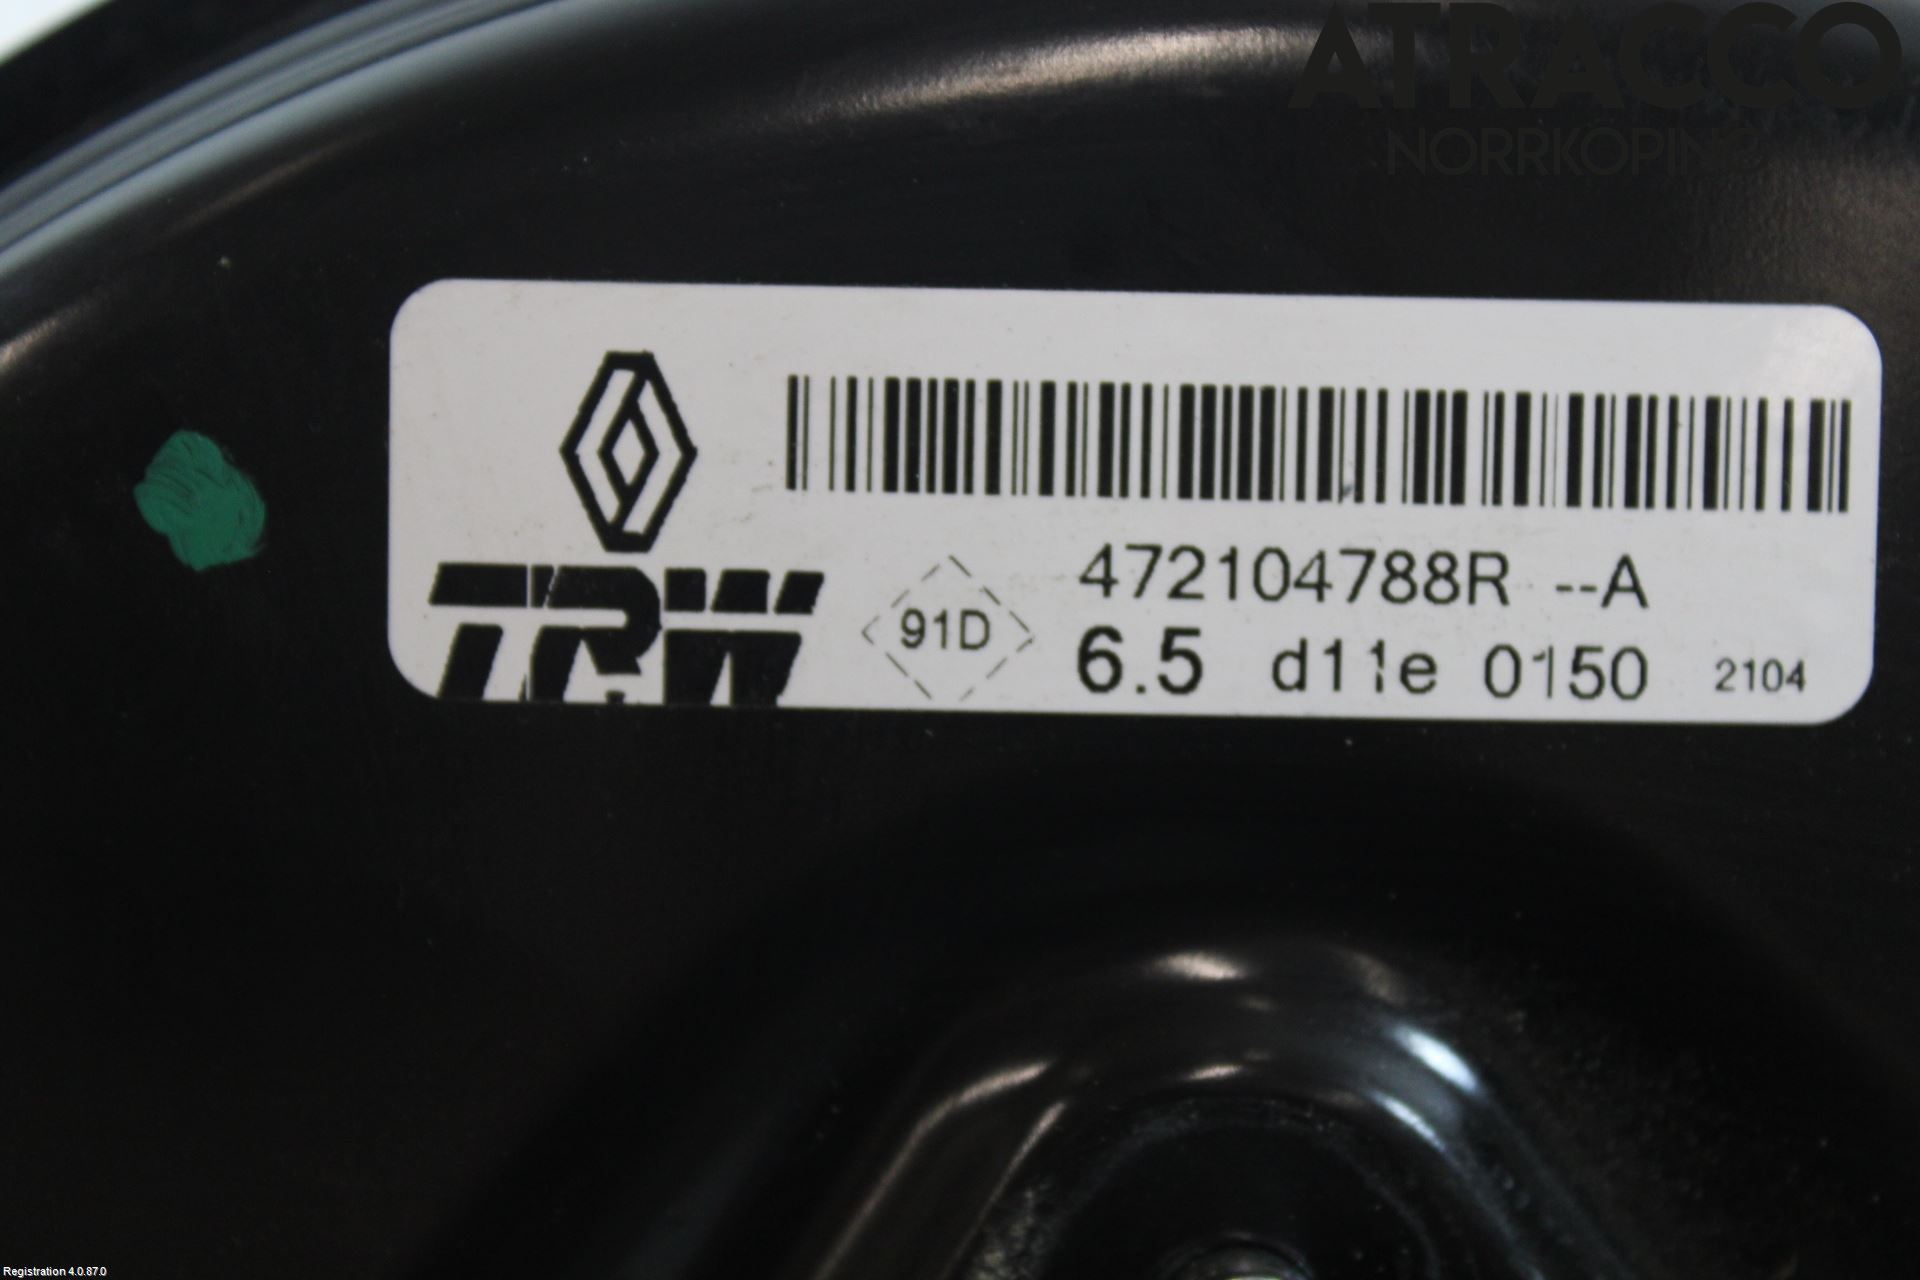 ATRACCO
NORRKÖPING
TRW
91D
472104788R --A
6.5 d11e 0150 2104
Registration 4.0.87.0